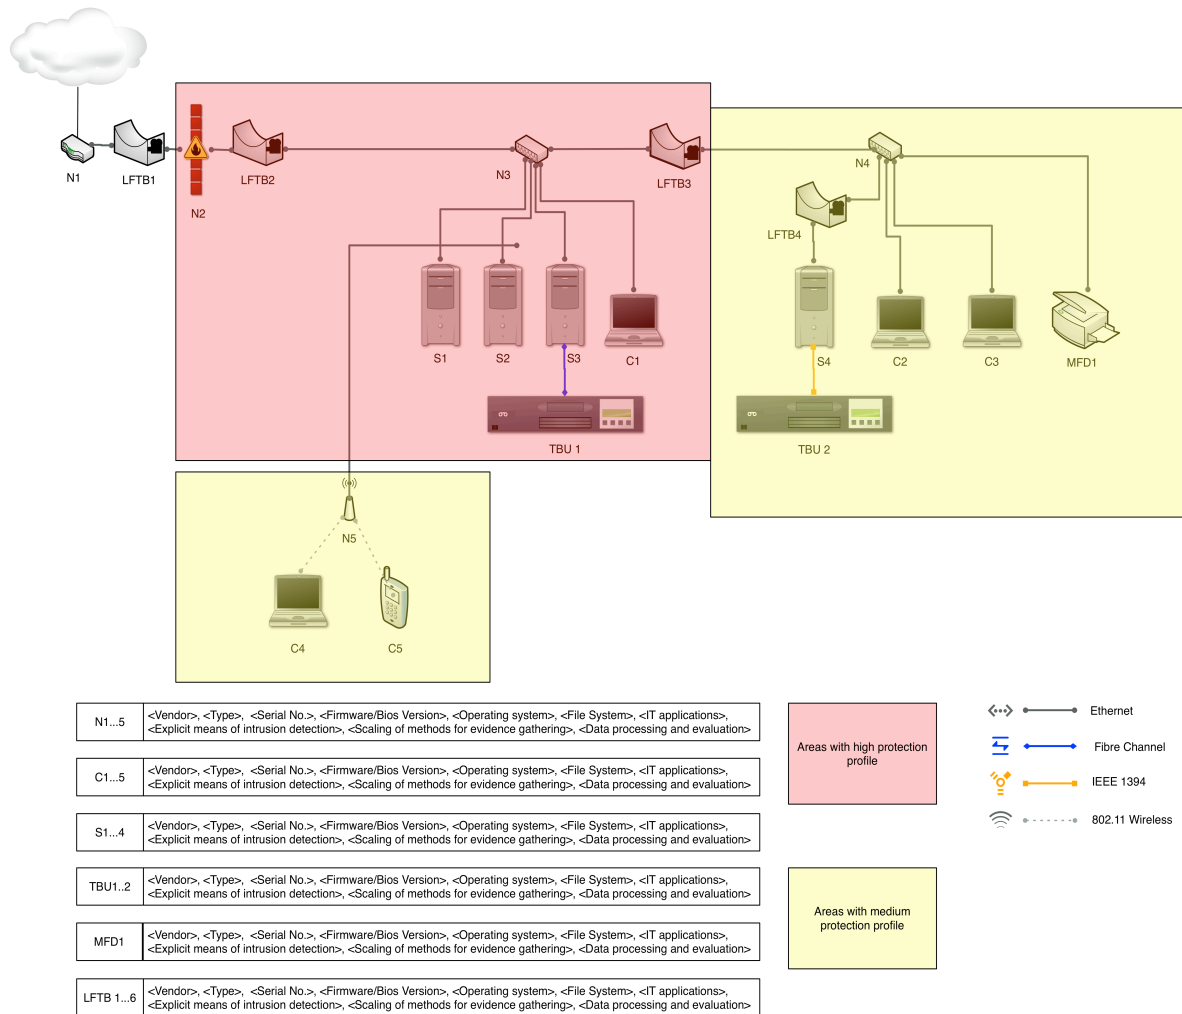 N1
LFTB1
N2
LFTB2
N3
LFTB3
N4
LFTB4
S1
S2
S3
C1
S4
C2
C3
MFD1
TBU 1
TBU 2
N5
C4
C5
N1...5
<Vendor>, <Type>, <Serial No.>, <Firmware/Bios Version>, <Operating system>, <File System>, <IT applications>,
<Explicit means of intrusion detection>, <Scaling of methods for evidence gathering>, <Data processing and evaluation>
C1...5
<Vendor>, <Type>, <Serial No.>, <Firmware/Bios Version>, <Operating system>, <File System>, <IT applications>,
<Explicit means of intrusion detection>, <Scaling of methods for evidence gathering>, <Data processing and evaluation>
S1...4
<Vendor>, <Type>, <Serial No.>, <Firmware/Bios Version>, <Operating system>, <File System>, <IT applications>,
<Explicit means of intrusion detection>, <Scaling of methods for evidence gathering>, <Data processing and evaluation>
TBU1..2
<Vendor>, <Type>, <Serial No.>, <Firmware/Bios Version>, <Operating system>, <File System>, <IT applications>,
<Explicit means of intrusion detection>, <Scaling of methods for evidence gathering>, <Data processing and evaluation>
MFD1
<Vendor>, <Type>, <Serial No.>, <Firmware/Bios Version>, <Operating system>, <File System>, <IT applications>,
<Explicit means of intrusion detection>, <Scaling of methods for evidence gathering>, <Data processing and evaluation>
LFTB 1...6
<Vendor>, <Type>, <Serial No.>, <Firmware/Bios Version>, <Operating system>, <File System>, <IT applications>,
<Explicit means of intrusion detection>, <Scaling of methods for evidence gathering>, <Data processing and evaluation>
Areas with high protection
profile
Areas with medium
protection profile
Ethernet
Fibre Channel
IEEE 1394
802.11 Wireless